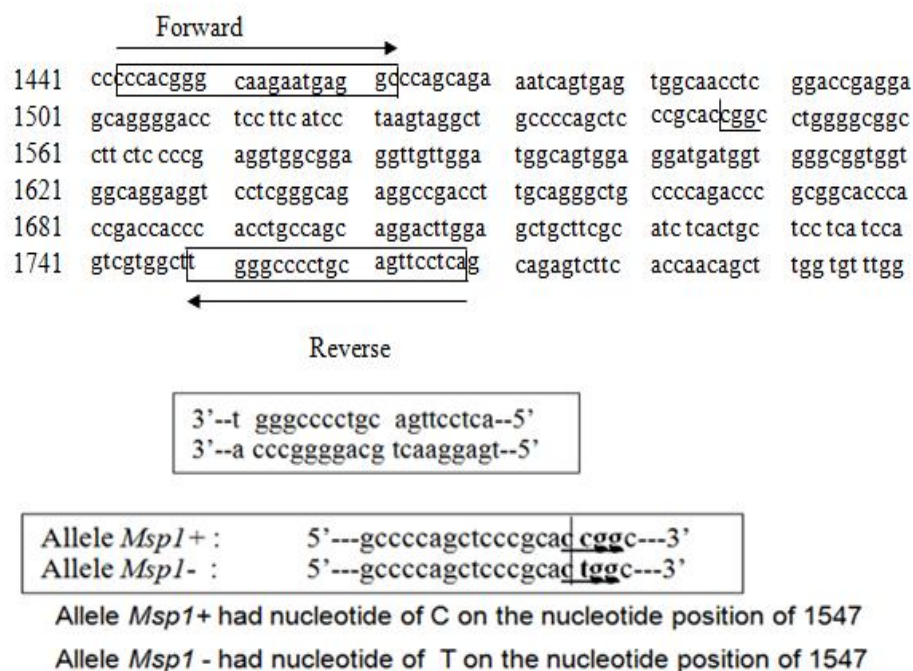 Forward
1441 cccccacggg caagaatgag gcccagcaga aatcagtgag tggcaacctc ggaccgagga
1501 gcaggggacc tcc ttc atcc taagtaggct gccccagctc ccgcaccggc ctggggcggc
1561 ctt ctc cccg aggtggcgga ggttgttgga tggcagtgga ggatgatggt gggcggtggt
1621 ggcaggaggt cctcgggcag aggccgacct tgcagggctg ccccagaccc gcggcaccca
1681 ccgaccaccc acctgccagc aggacttgga gctgcttcgc atc tcactgc tcc tca tcca
1741 gtcgtggctt gggcccctgc agttcctcag cagagtcttc accaacagct tgg tgt ttgg
Reverse
3'--t gggcccctgc agttcctca--5'
3'--a cccggggacg tcaaggagt--5'
Allele Msp1+ : 5'---gccccagctcccgcac cggc---3'
Allele Msp1- : 5'---gccccagctcccgcac tggc---3'
Allele Msp1+ had nucleotide of C on the nucleotide position of 1547
Allele Msp1 - had nucleotide of T on the nucleotide position of 1547